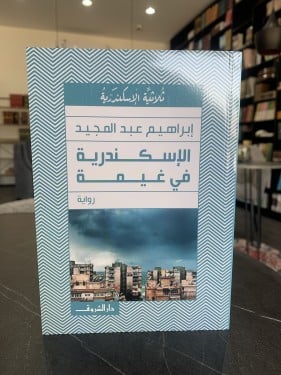 ثلاثية الإسكندرية
إبراهيم عبد المجيد
الإسكندرية
في غيمة
رواية
دار الشروق